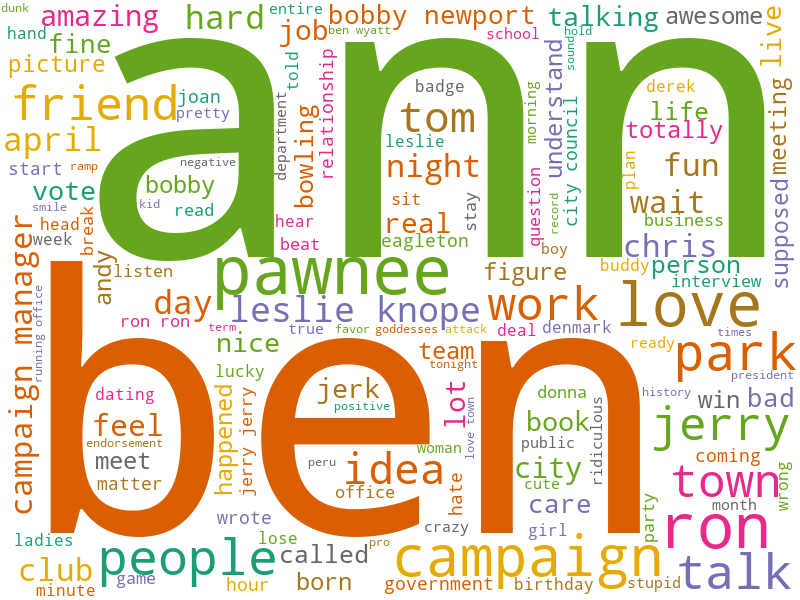 dunk
amazing
hand
fine
picture
friend
april
joan
pretty
start
ramp
vote
smile
negative
bobby
kid
read
head
week
break
andy
listen
hard
entire
job
told
department
bowling
relationship
bobby newport
ben wyatt
talking
school
awesome
hold
sound
live
meeting
supposed
understand
city council
morning
question
record
ann
badge
tom
leslie
night
sit
real
stay
hear
beat
eagleton
boy
derek
life
totally
plan
fun
wait
business
chris
buddy
person
interview
pawnee
figure
day
leslie knope
work
love
ron ron
term
true
favor
goddesses
attack
deal
denmark
times
nice
team
tonight
ready
park
president
lucky
campaign manager
running office
ben
dating
feel
endorsement
meet
matter
happened
jerry jerry
jerk
positive
peru
idea
office
woman
lot
love town
hate
donna
book
public
city
cute
ridiculous
history
win
bad
jerry
coming
town
wrong
month
care
girl
party
ron
wrote
crazy
ladies
people
lose
called
pro
campaign
talk
club
minute
game
hour
born
government
birthday
stupid